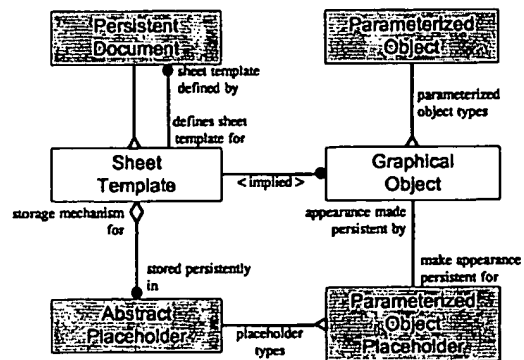 Persistent
Document
Parameterized
Object
sheet template
defined by
parameterized
object types
defines sheet
template for
Sheet
Template
< implied >
Graphical
Object
storage mechanism
for
appearance made
persistent by
stored persistently
in
make appearance
persistent for
Abstract
Placeholder
placeholder
types
Parameterized
Object
Placeholder